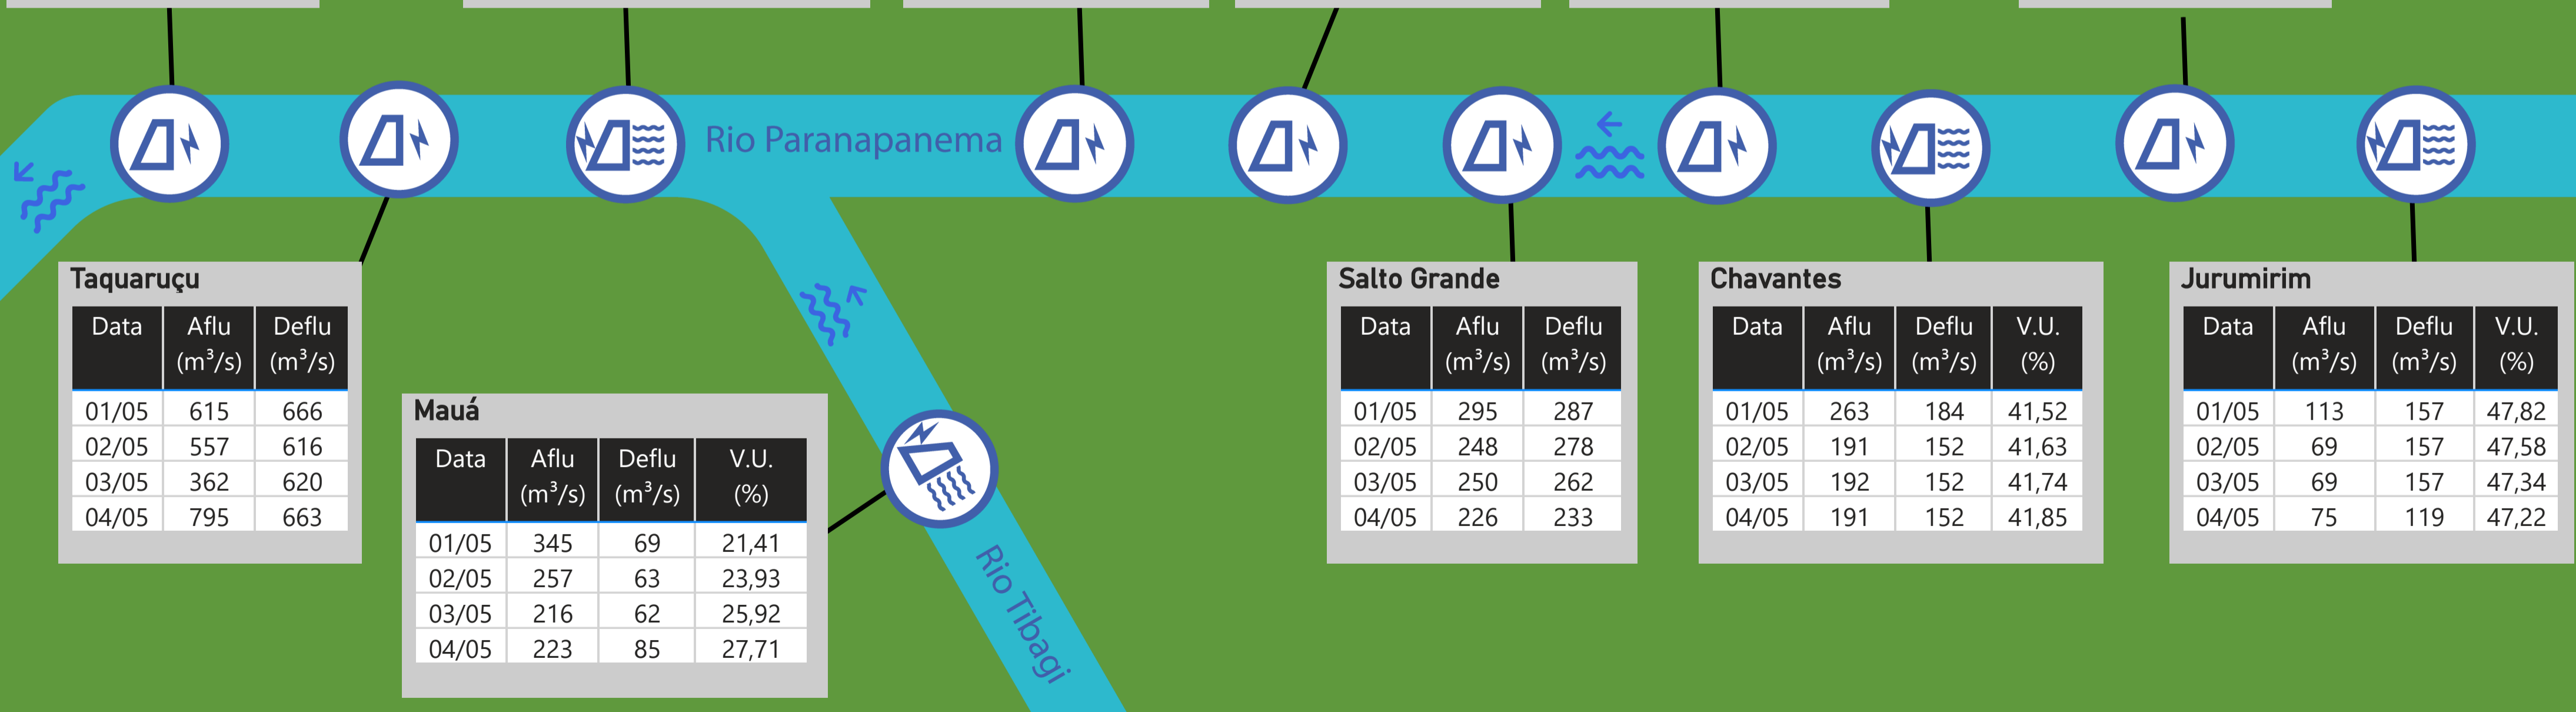 Rio Paranapanema
Taquaruçu
Data Aflu (m³/s) Deflu (m³/s)
01/05 615 666
02/05 557 616
03/05 362 620
04/05 795 663
Mauá
Data Aflu (m³/s) Deflu (m³/s) V.U. (%)
01/05 345 69 21,41
02/05 257 63 23,93
03/05 216 62 25,92
04/05 223 85 27,71
Rio Tibagi
Salto Grande
Data Aflu (m³/s) Deflu (m³/s)
01/05 295 287
02/05 248 278
03/05 250 262
04/05 226 233
Chavantes
Data Aflu (m³/s) Deflu (m³/s) V.U. (%)
01/05 263 184 41,52
02/05 191 152 41,63
03/05 192 152 41,74
04/05 191 152 41,85
Jurumirim
Data Aflu (m³/s) Deflu (m³/s) V.U. (%)
01/05 113 157 47,82
02/05 69 157 47,58
03/05 69 157 47,34
04/05 75 119 47,22